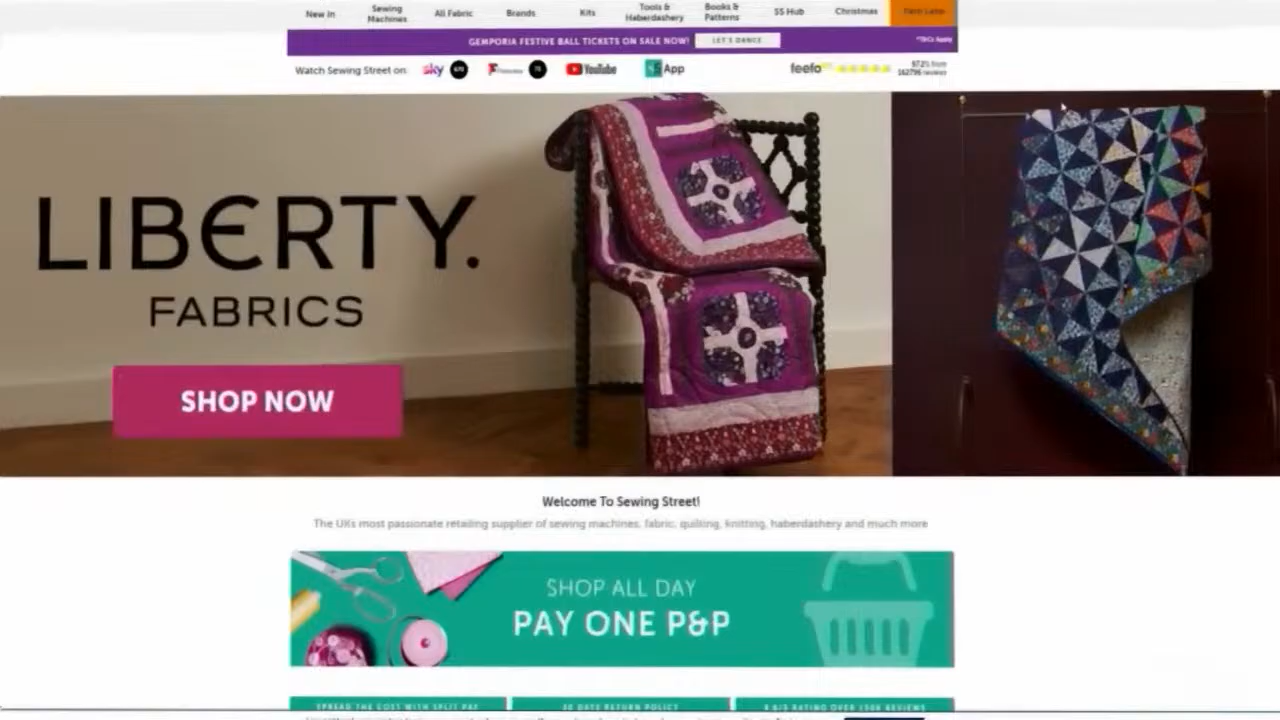 New In
Sewing Machines
All Fabric
Brands
Kits
Tools & Haberdashery
Books & Patterns
SS Hub
Christmas
GEMPORIA FESTIVE BALL TICKETS ON SALE NOW!
LET'S DANCE
*T&Cs Apply
Watch Sewing Street on:
sky
YouTube
App
feefo
LIBERTY.
FABRICS
SHOP NOW
Welcome To Sewing Street!
The UKs most passionate retailing supplier of sewing machines, fabric, quilting, knitting, haberdashery and much more
SHOP ALL DAY
PAY ONE P&P
SPREAD THE COST WITH SPLIT PAY
30 DAYS RETURN POLICY